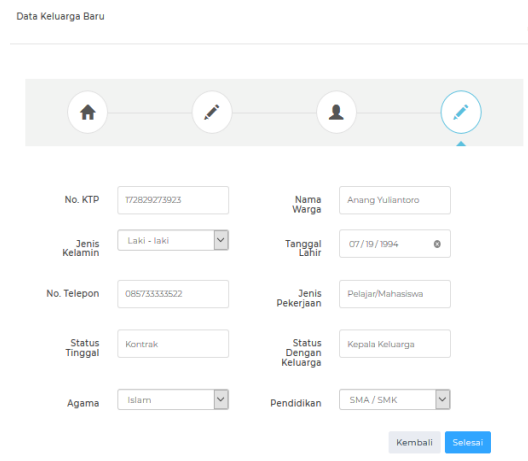 Data Keluarga Baru
No. KTP 172829273923 Nama Warga Anang Yuliantoro
Jenis Kelamin Laki - laki Tanggal Lahir 07/19/1994
No. Telepon 085733333522 Jenis Pekerjaan Pelajar/Mahasiswa
Status Tinggal Kontrak Status Dengan Keluarga Kepala Keluarga
Agama Islam Pendidikan SMA / SMK
Kembali Selesai